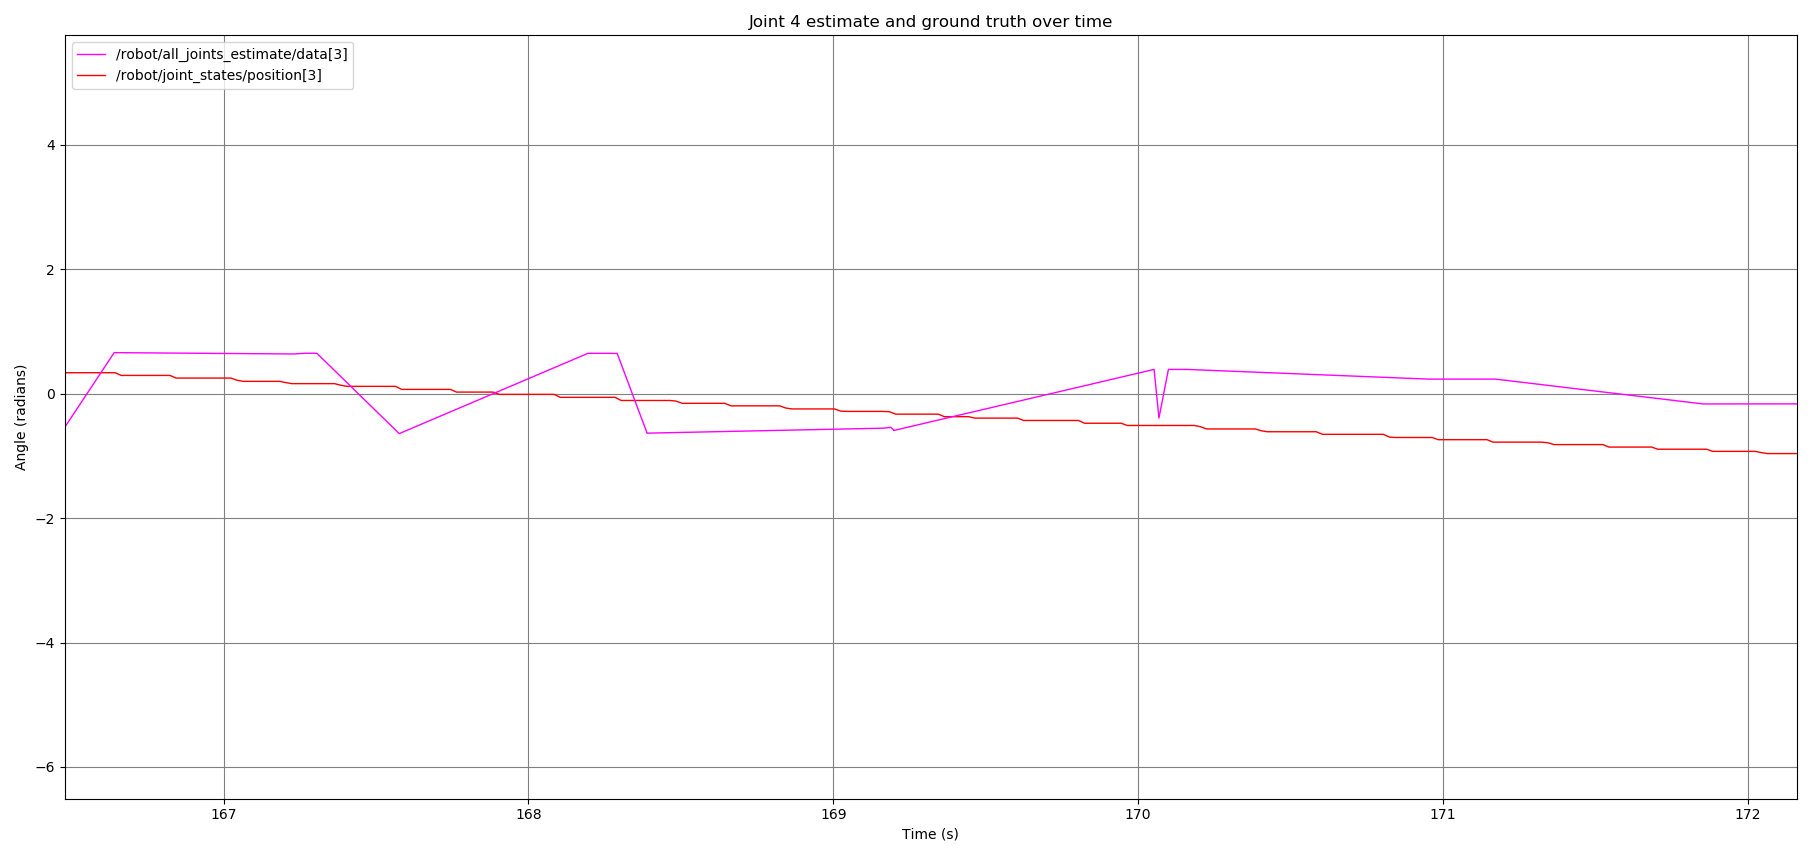 Joint 4 estimate and ground truth over time
/robot/all_joints_estimate/data[3]
/robot/joint_states/position[3]
4
2
0
−2
−4
−6
Angle (radians)
167 168 169 170 171 172
Time (s)